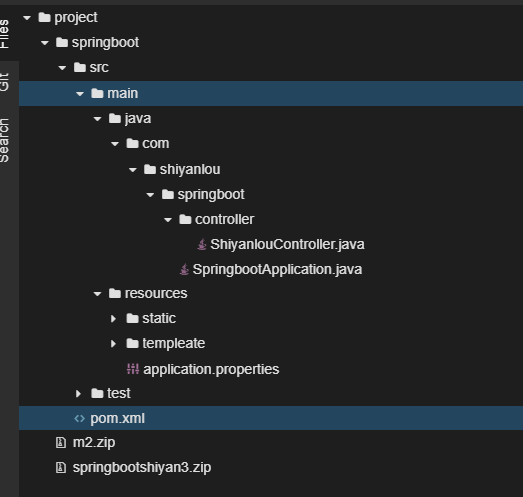 Files
Git
Search
project
springboot
src
main
java
com
shiyanlou
springboot
controller
ShiyanlouController.java
SpringbootApplication.java
resources
static
templeate
application.properties
test
pom.xml
m2.zip
springbootshiyan3.zip